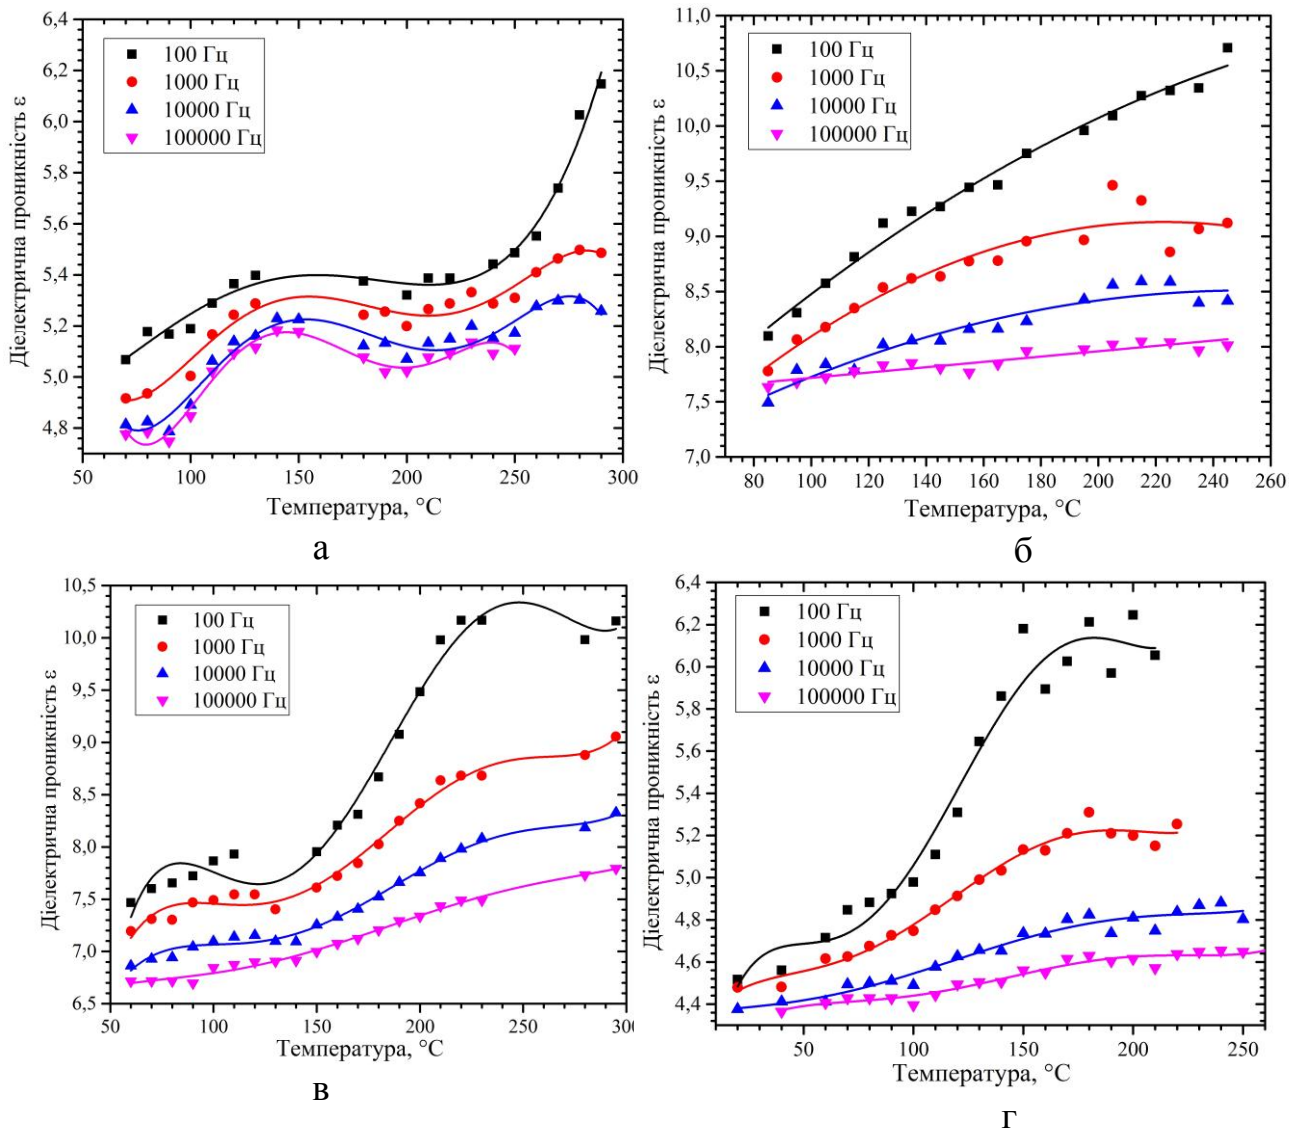 6,4
6,2
6,0
5,8
5,6
5,4
5,2
5,0
4,8
Діелектрична проникність ε
100 Гц
1000 Гц
10000 Гц
100000 Гц
50 100 150 200 250 300
Температура, °C
а
11,0
10,5
10,0
9,5
9,0
8,5
8,0
7,5
7,0
Діелектрична проникність ε
100 Гц
1000 Гц
10000 Гц
100000 Гц
80 100 120 140 160 180 200 220 240 260
Температура, °C
б
10,5
10,0
9,5
9,0
8,5
8,0
7,5
7,0
6,5
Діелектрична проникність ε
100 Гц
1000 Гц
10000 Гц
100000 Гц
50 100 150 200 250 300
Температура, °C
в
6,4
6,2
6,0
5,8
5,6
5,4
5,2
5,0
4,8
4,6
4,4
Діелектрична проникність ε
100 Гц
1000 Гц
10000 Гц
100000 Гц
50 100 150 200 250
Температура, °C
г